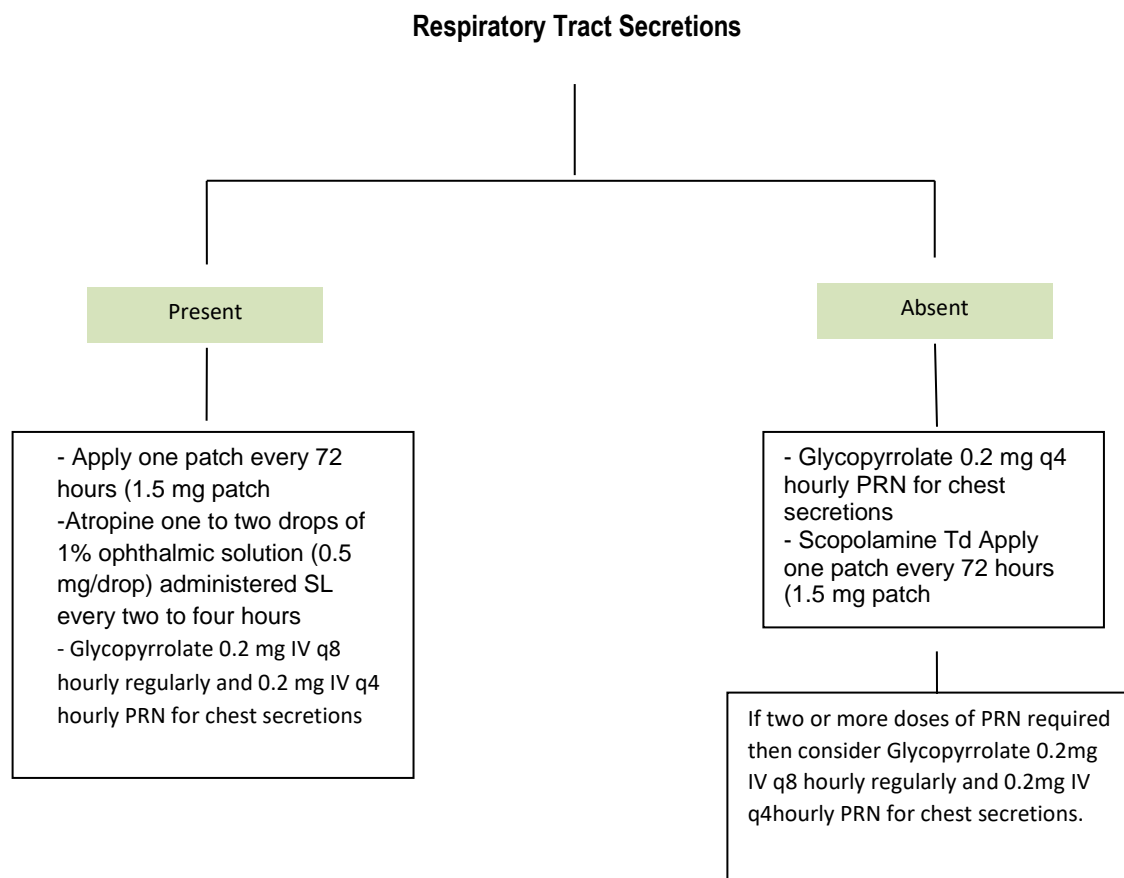 Respiratory Tract Secretions
Present
Absent
- Apply one patch every 72
hours (1.5 mg patch
-Atropine one to two drops of
1% ophthalmic solution (0.5
mg/drop) administered SL
every two to four hours
- Glycopyrrolate 0.2 mg IV q8
hourly regularly and 0.2 mg IV q4
hourly PRN for chest secretions
- Glycopyrrolate 0.2 mg q4
hourly PRN for chest
secretions
- Scopolamine Td Apply
one patch every 72 hours
(1.5 mg patch
If two or more doses of PRN required
then consider Glycopyrrolate 0.2mg
IV q8 hourly regularly and 0.2mg IV
q4hourly PRN for chest secretions.